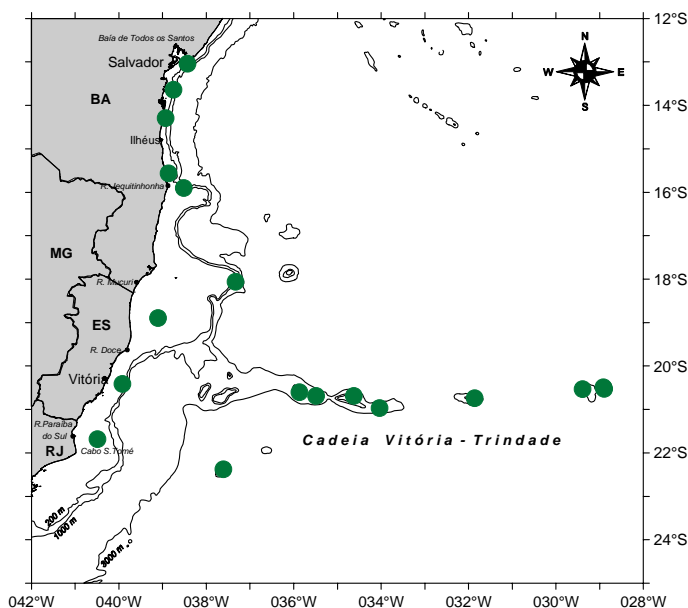 12°S
Baía de Todos os Santos
Salvador
N
W
E
S
BA
14°S
Ilhéus
R. Jequitinhonha
16°S
MG
R. Mucuri
18°S
ES
R. Doce
20°S
Vitória
R.Paraíba
do Sul
Cadeia Vitória - Trindade
RJ
Cabo S.Tomé
22°S
200 m
1000 m
3000 m
24°S
042°W
040°W
038°W
036°W
034°W
032°W
030°W
028°W